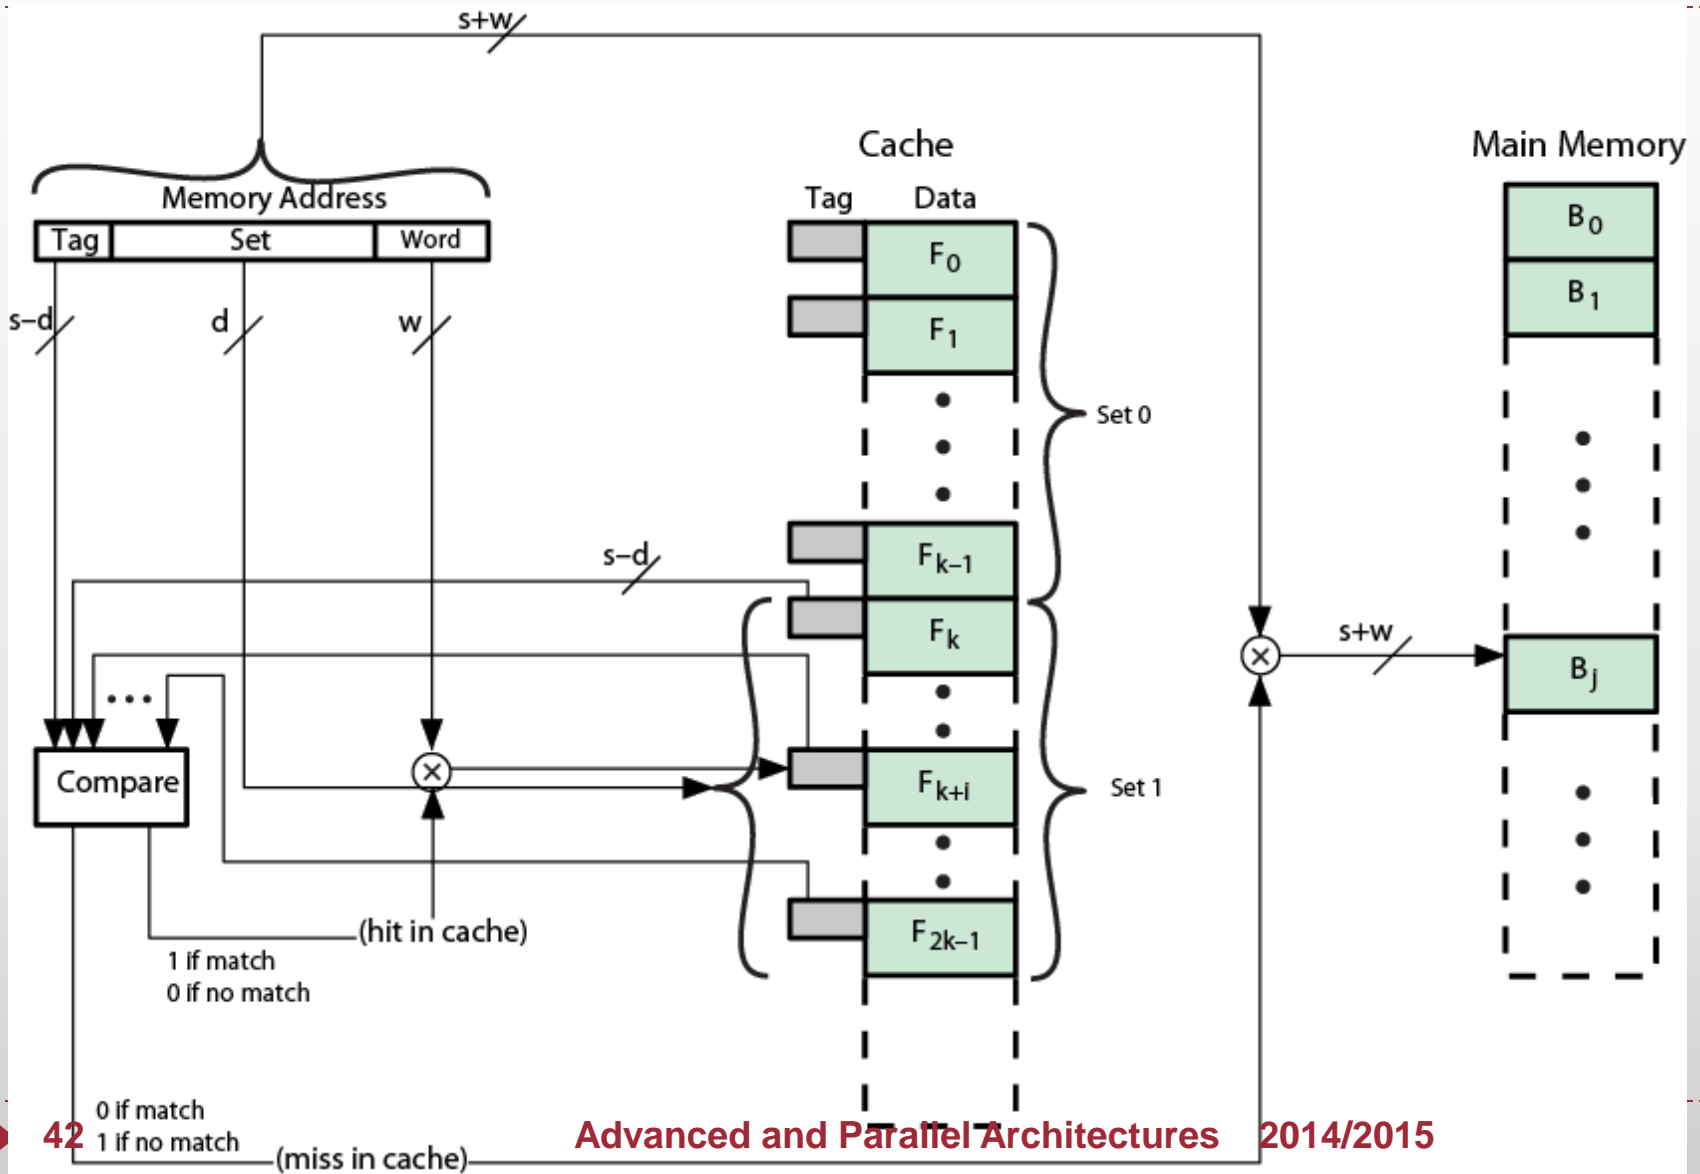 s+w
Cache
Main Memory
Memory Address
Tag Data
Tag Set Word
B0
F0
B1
s–d
d
w
F1
Set 0
s–d
Fk–1
Fk
s+w
Bj
Compare
Fk+i
Set 1
F2k–1
(hit in cache)
1 if match
0 if no match
0 if match
1 if no match
(miss in cache)
42
Advanced and Parallel Architectures 2014/2015